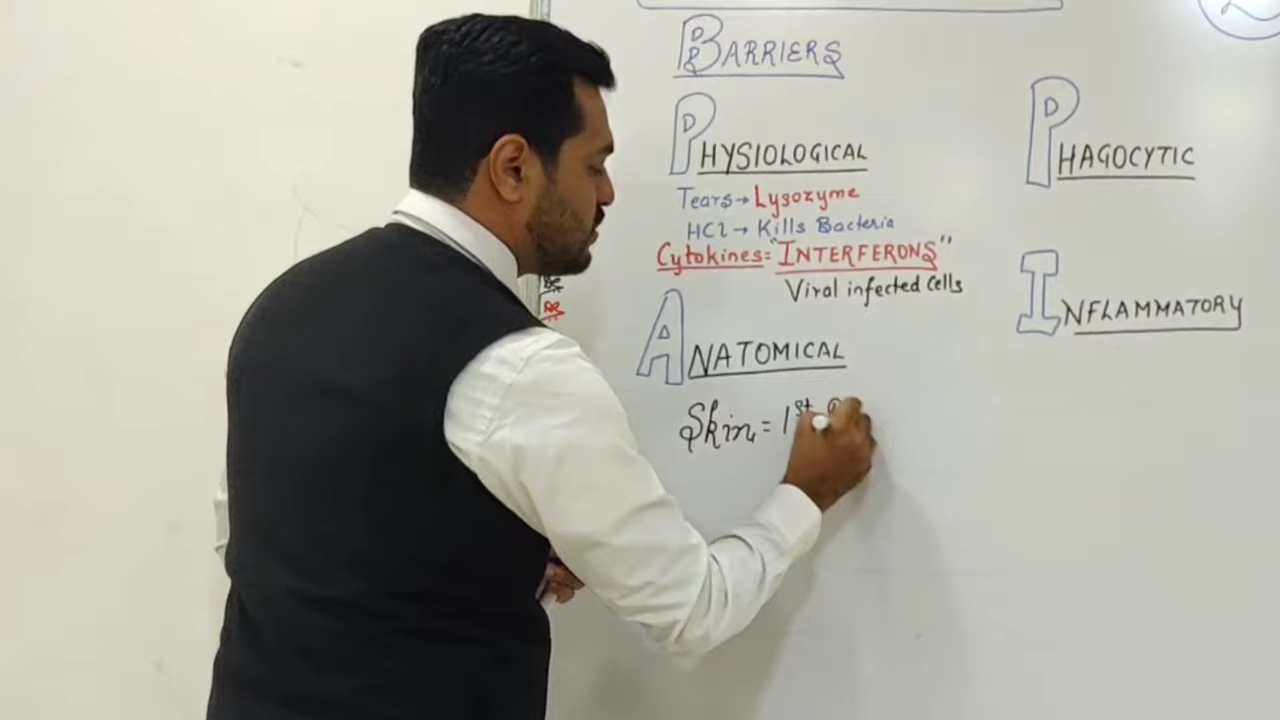 BARRIERS
PHYSIOLOGICAL
Tears → Lysozyme
HCl → Kills Bacteria
Cytokines = "INTERFERONS"
Viral infected Cells
ANATOMICAL
Skin = 1st
PHAGOCYTIC
INFLAMMATORY